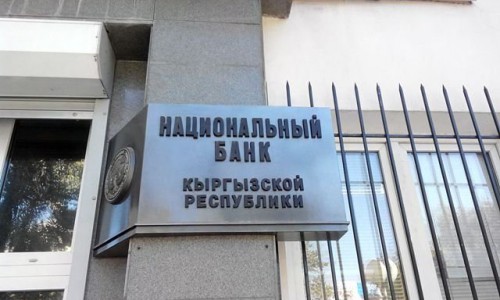 НАЦИОНАЛЬНЫЙ
БАНК
КЫРГЫЗСКОЙ
РЕСПУБЛИКИ